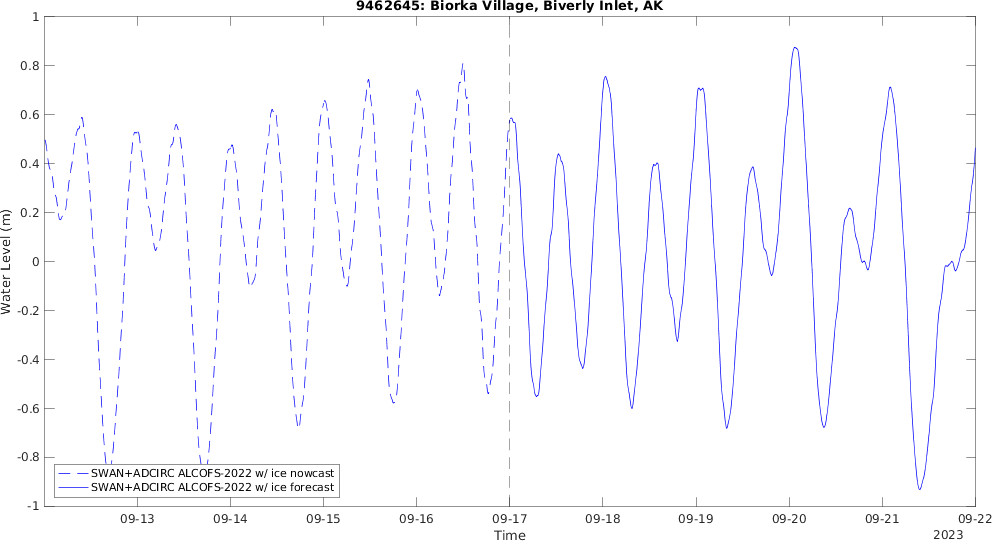 9462645: Biorka Village, Biverly Inlet, AK
1
0.8
0.6
0.4
0.2
0
-0.2
-0.4
-0.6
-0.8
-1
Water Level (m)
SWAN+ADCIRC ALCOFS-2022 w/ ice nowcast
SWAN+ADCIRC ALCOFS-2022 w/ ice forecast
09-13 09-14 09-15 09-16 09-17 09-18 09-19 09-20 09-21 09-22
Time
2023